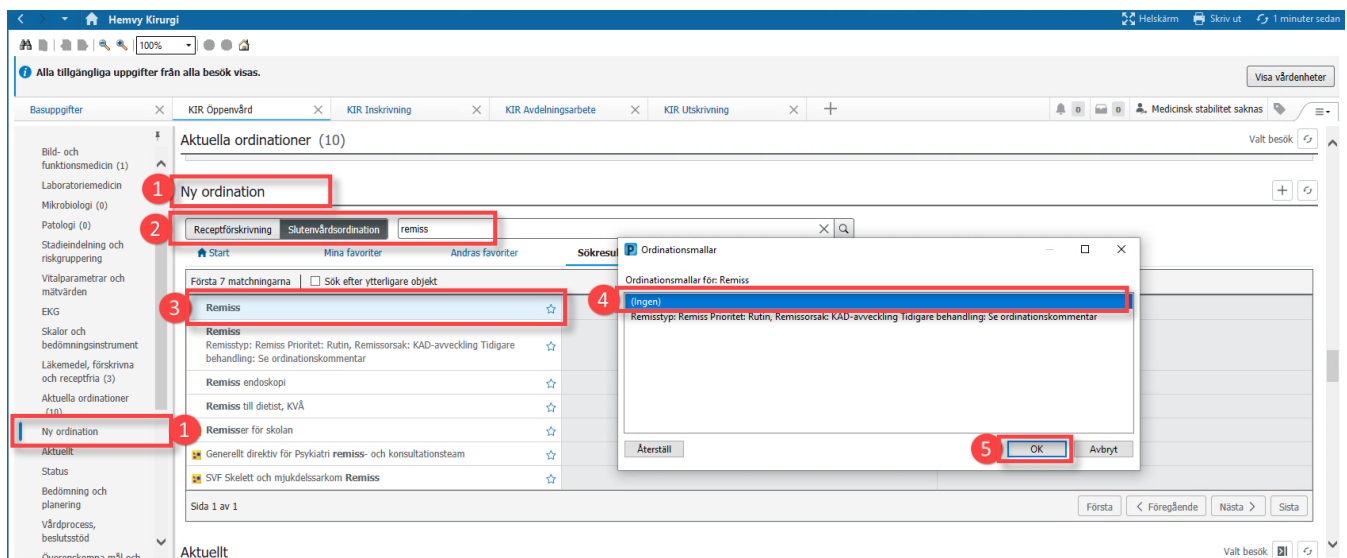 Hemvy Kirurgi
Helskärm Skriv ut 1 minuter sedan
100%
Alla tillgängliga uppgifter från alla besök visas.
Visa vårdenheter
Basuppgifter KIR Öppenvård KIR Inskrivning KIR Avdelningsarbete KIR Utskrivning
0 0 Medicinsk stabilitet saknas
Bild- och
funktionsmedicin (1)
Laboratoriemedicin
Mikrobiologi (0)
Patologi (0)
Stadieindelning och
riskgruppering
Vitalparametrar och
mätvärden
EKG
Skalor och
bedömningsinstrument
Läkemedel, förskrivna
och receptfria (3)
Aktuella ordinationer
(10)
Ny ordination
1
Aktuellt
Status
Bedömning och
planering
Vårdprocess,
beslutsstöd
Överenskomna mål och
Aktuella ordinationer (10)
Valt besök
1
Ny ordination
2
Receptförskrivning Slutenvårdsordination remiss
Start Mina favoriter Andras favoriter Sökresul
Första 7 matchningarna Sök efter ytterligare objekt
3
Remiss
Remiss
Remisstyp: Remiss Prioritet: Rutin, Remissorsak: KAD-avveckling Tidigare
behandling: Se ordinationskommentar
Remiss endoskopi
Remiss till dietist, KVÅ
Remisser för skolan
Generellt direktiv för Psykiatri remiss- och konsultationsteam
SVF Skelett och mjukdelssarkom Remiss
Sida 1 av 1
Första Föregående Nästa Sista
Ordinationsmallar
Ordinationsmallar för: Remiss
4
(Ingen)
Remisstyp: Remiss Prioritet: Rutin, Remissorsak: KAD-avveckling Tidigare behandling: Se ordinationskommentar
Återställ
5
OK Avbryt
Aktuellt
Valt besök